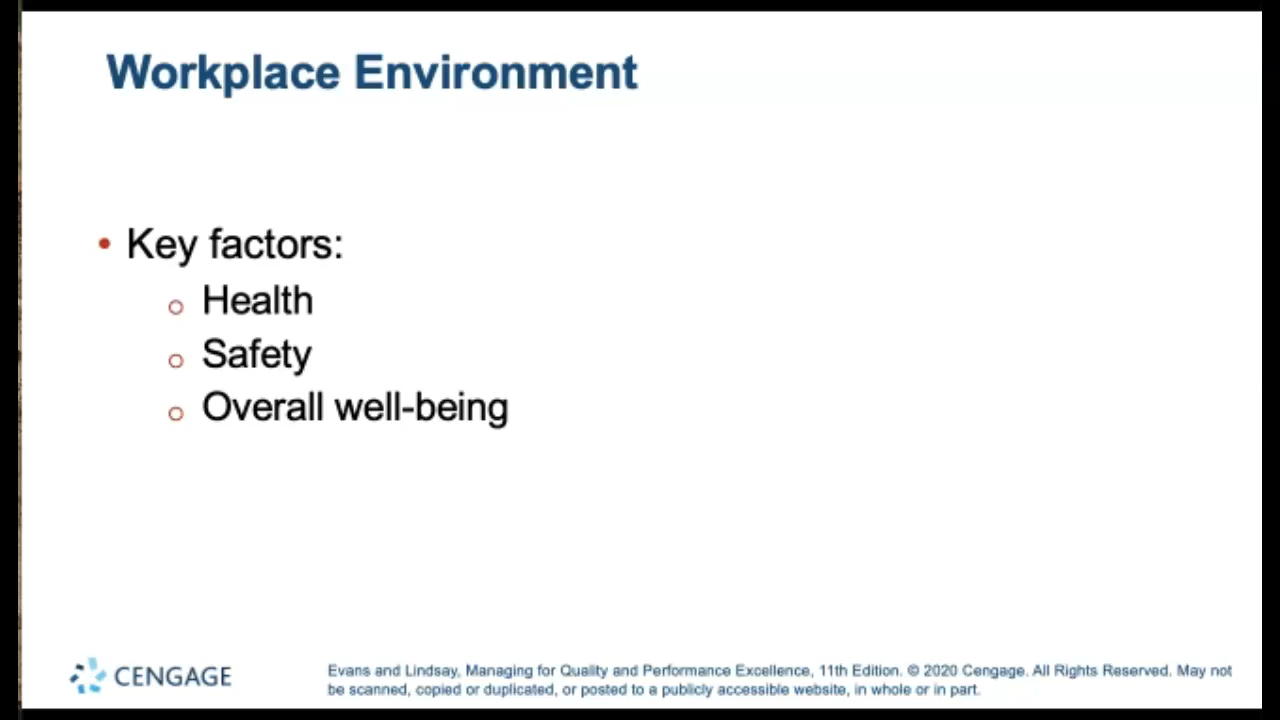 Workplace Environment
• Key factors:
o Health
o Safety
o Overall well-being
CENGAGE
Evans and Lindsay, Managing for Quality and Performance Excellence, 11th Edition. © 2020 Cengage. All Rights Reserved. May not
be scanned, copied or duplicated, or posted to a publicly accessible website, in whole or in part.